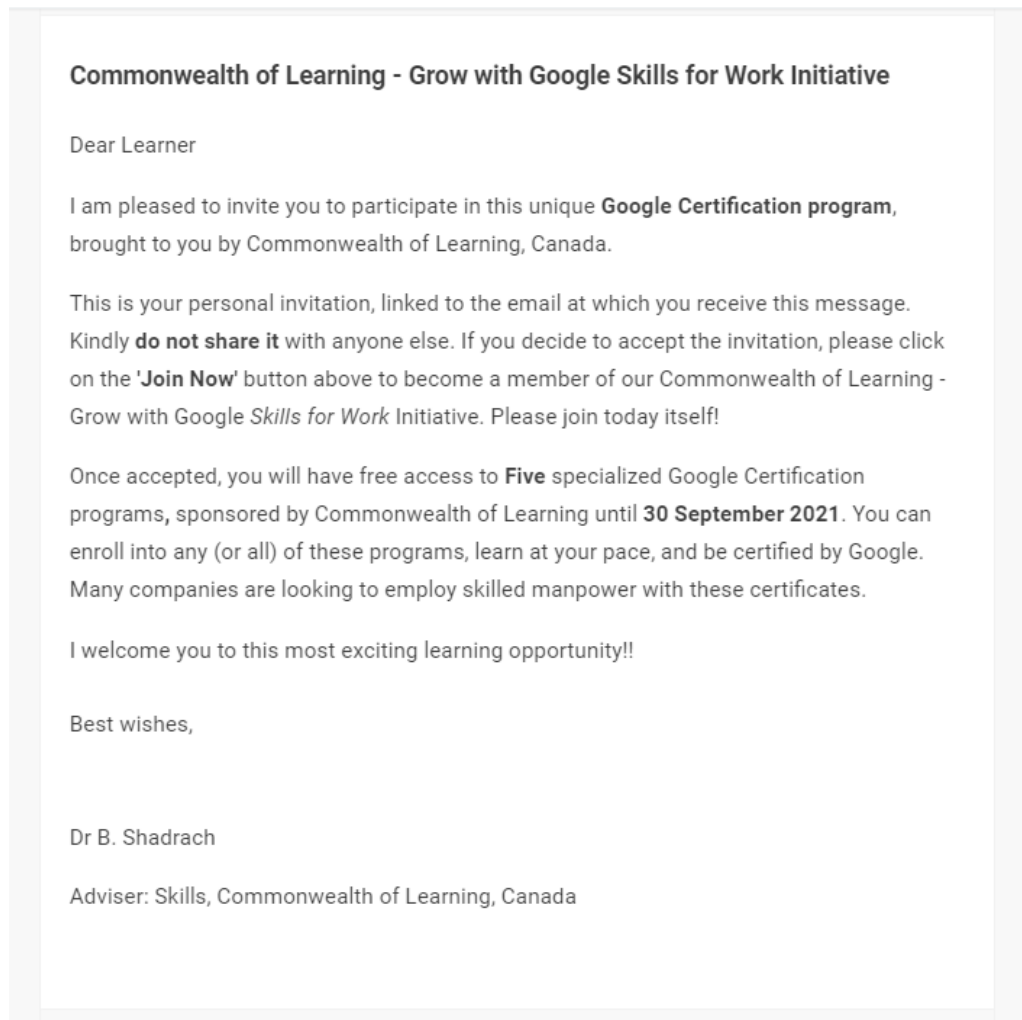 Commonwealth of Learning - Grow with Google Skills for Work Initiative
Dear Learner
I am pleased to invite you to participate in this unique Google Certification program,
brought to you by Commonwealth of Learning, Canada.
This is your personal invitation, linked to the email at which you receive this message.
Kindly do not share it with anyone else. If you decide to accept the invitation, please click
on the 'Join Now' button above to become a member of our Commonwealth of Learning -
Grow with Google Skills for Work Initiative. Please join today itself!
Once accepted, you will have free access to Five specialized Google Certification
programs, sponsored by Commonwealth of Learning until 30 September 2021. You can
enroll into any (or all) of these programs, learn at your pace, and be certified by Google.
Many companies are looking to employ skilled manpower with these certificates.
I welcome you to this most exciting learning opportunity!!
Best wishes,
Dr B. Shadrach
Adviser: Skills, Commonwealth of Learning, Canada